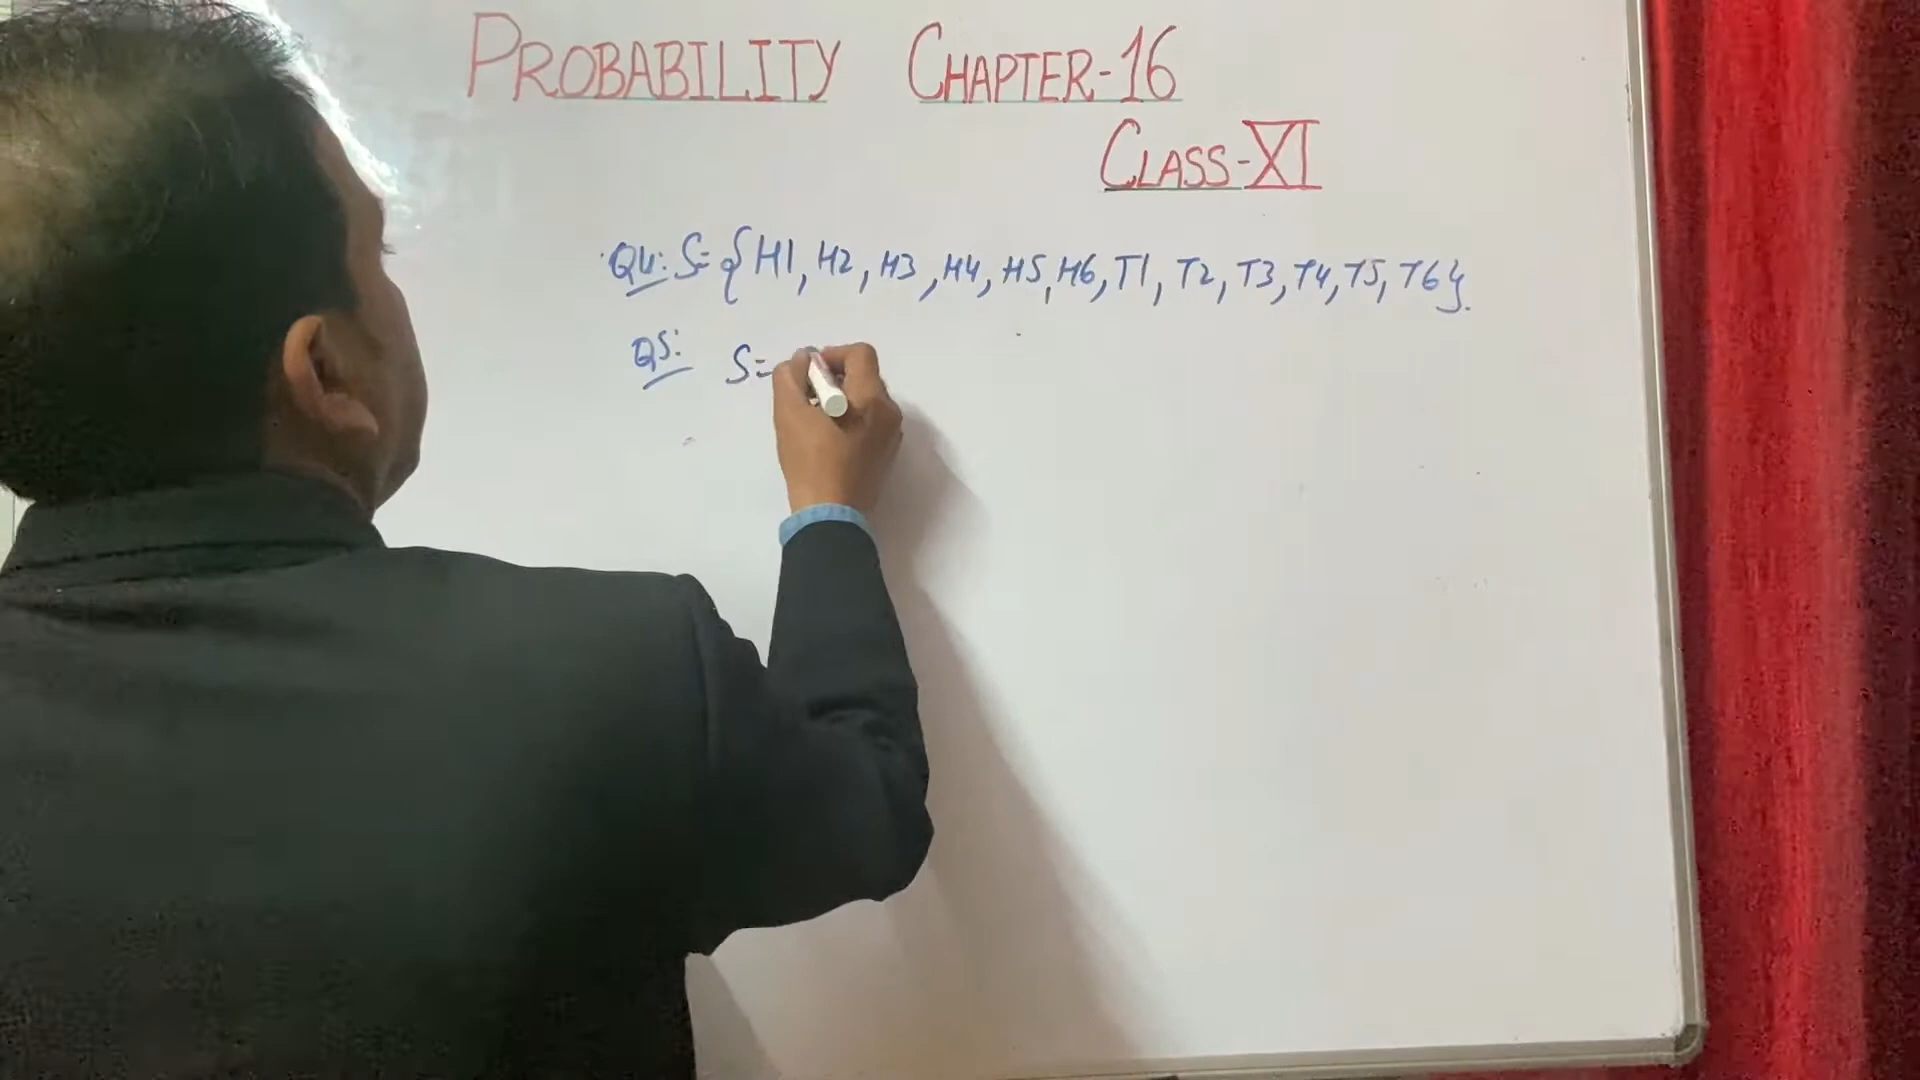 PROBABILITY CHAPTER-16
CLASS-XI
Q4: S= {H1, H2, H3, H4, H5, H6, T1, T2, T3, T4, T5, T6}.
Q5: S=